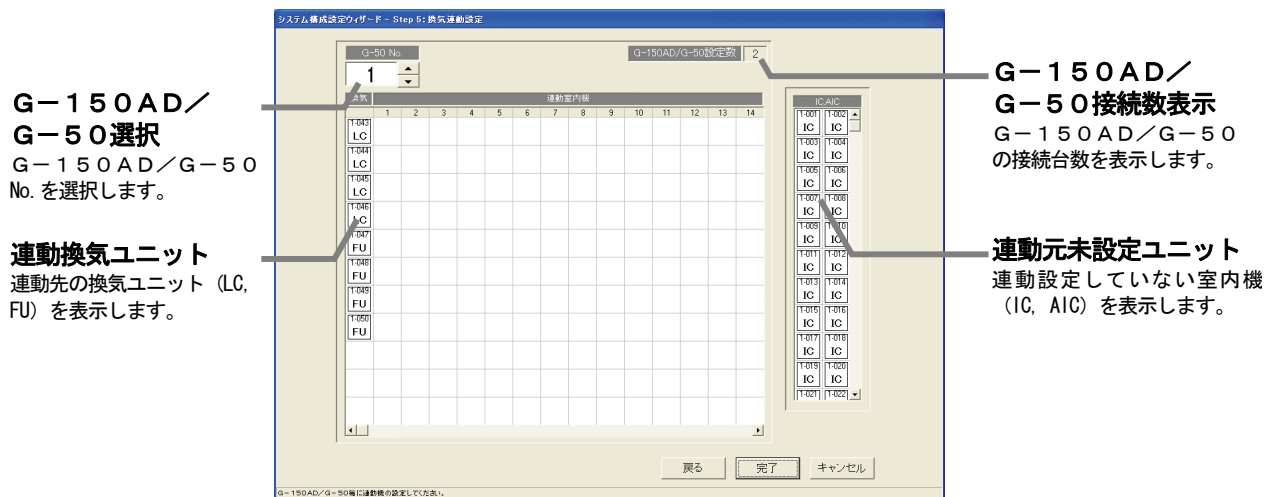 システム構成設定ウィザード - Step 5: 換気連動設定
G-50 No.
1
G-150AD/G-50設定数 2
換気 連動室内機
1 2 3 4 5 6 7 8 9 10 11 12 13 14
1-043
LC
1-044
LC
1-045
LC
1-046
LC
1-047
FU
1-048
FU
1-049
FU
1-050
FU
IC,AIC
1-001 1-002
IC IC
1-003 1-004
IC IC
1-005 1-006
IC IC
1-007 1-008
IC IC
1-009 1-010
IC IC
1-011 1-012
IC IC
1-013 1-014
IC IC
1-015 1-016
IC IC
1-017 1-018
IC IC
1-019 1-020
IC IC
1-021 1-022
戻る 完了 キャンセル
G-150AD/G-50毎に連動機の設定してください。
G-150AD/
G-50選択
G-150AD/G-50
No. を選択します。
連動換気ユニット
連動先の換気ユニット (LC,
FU) を表示します。
G-150AD/
G-50接続数表示
G-150AD/G-50
の接続台数を表示します。
連動元未設定ユニット
連動設定していない室内機
(IC, AIC) を表示します。